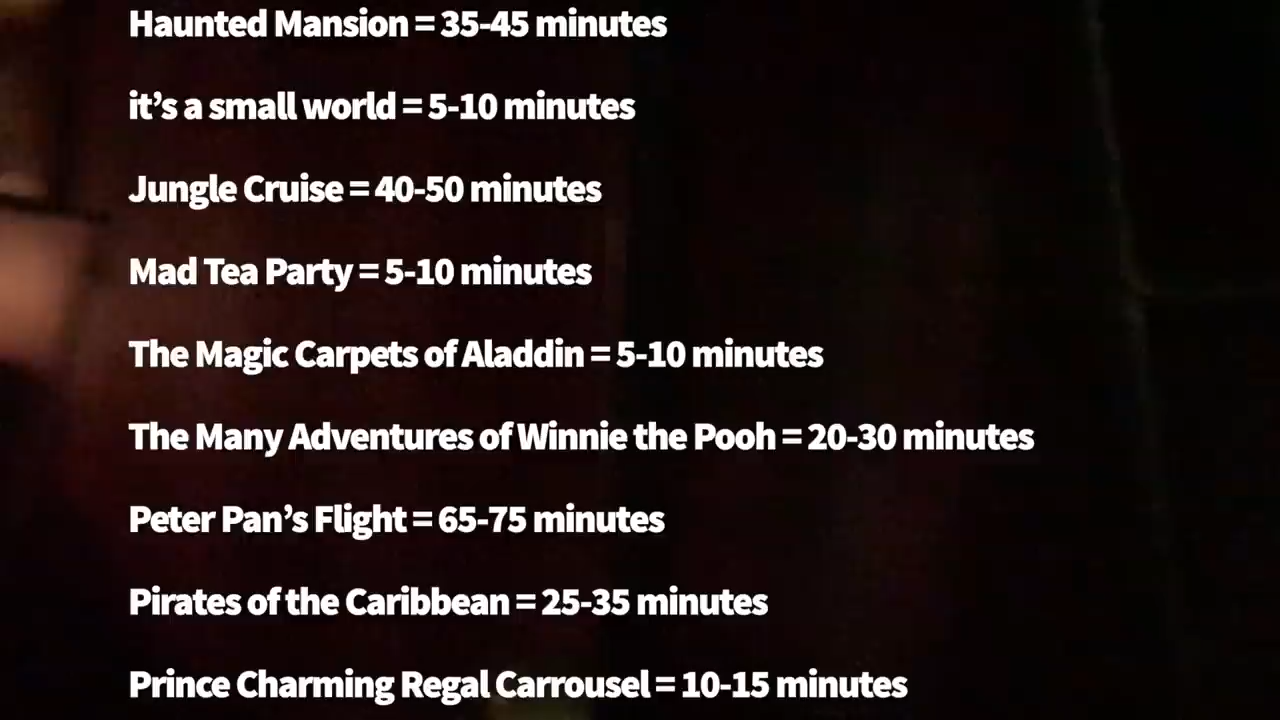 Haunted Mansion = 35-45 minutes
it’s a small world = 5-10 minutes
Jungle Cruise = 40-50 minutes
Mad Tea Party = 5-10 minutes
The Magic Carpets of Aladdin = 5-10 minutes
The Many Adventures of Winnie the Pooh = 20-30 minutes
Peter Pan’s Flight = 65-75 minutes
Pirates of the Caribbean = 25-35 minutes
Prince Charming Regal Carrousel = 10-15 minutes